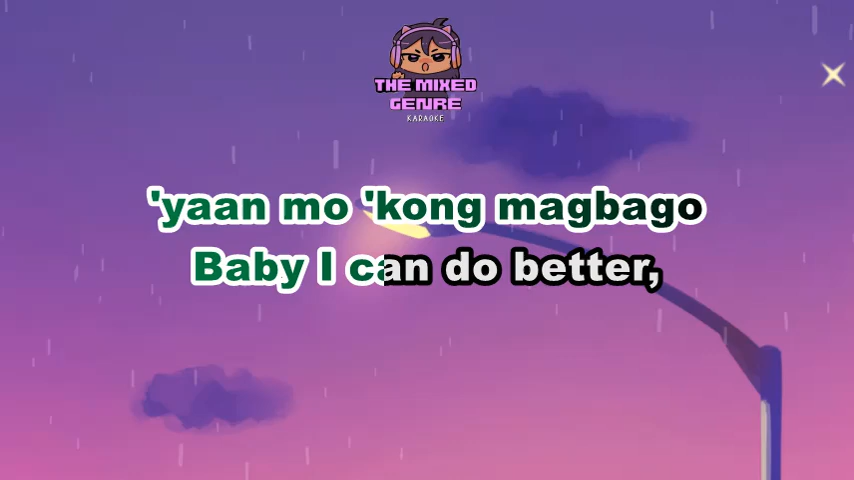 THE MIXED
GENRE
KARAOKE
'yaan mo 'kong magbago
Baby I can do better,